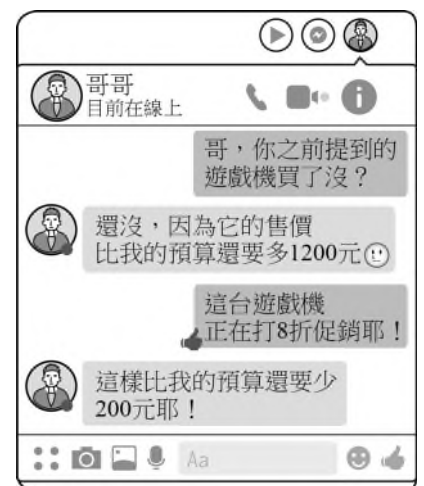 哥哥
目前在線上
哥，你之前提到的
遊戲機買了沒？
還沒，因為它的售價
比我的預算還要多1200元
這台遊戲機
正在打8折促銷耶！
這樣比我的預算還要少
200元耶！
Aa